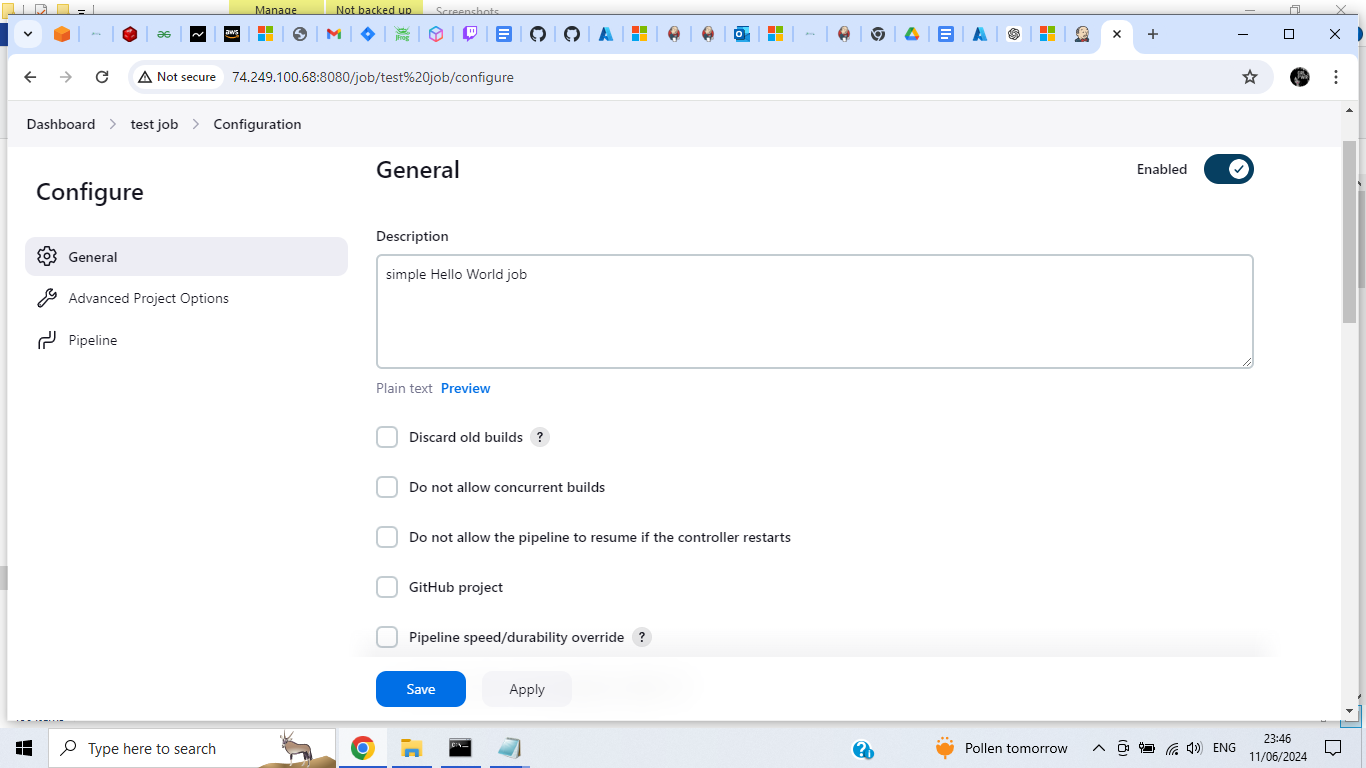 Manage
Not backed up
Screenshots
aws
Not secure
74.249.100.68:8080/job/test%20job/configure
Dashboard
test job
Configuration
Configure
General
Advanced Project Options
Pipeline
General
Enabled
Description
simple Hello World job
Plain text Preview
Discard old builds ?
Do not allow concurrent builds
Do not allow the pipeline to resume if the controller restarts
GitHub project
Pipeline speed/durability override ?
Save
Apply
Type here to search
Pollen tomorrow
ENG
23:46
11/06/2024